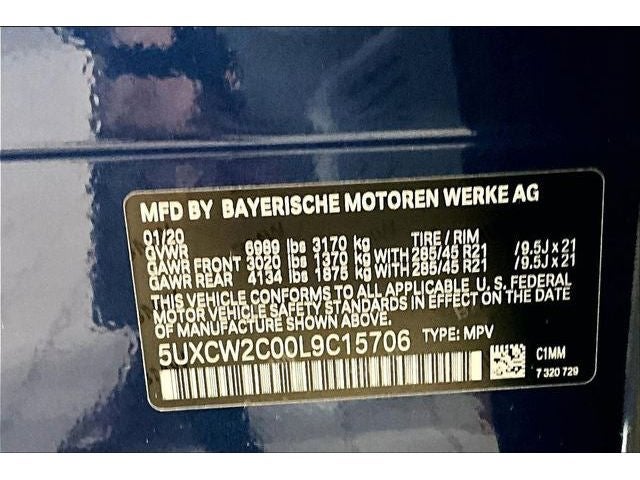 MFD BY BAYERISCHE MOTOREN WERKE AG
01/20
GVWR 6989 lbs 3170 kg TIRE / RIM
GAWR FRONT 3020 lbs 1370 kg WITH 285/45 R21 /9.5J x 21
GAWR REAR 4134 lbs 1875 kg WITH 285/45 R21 /9.5J x 21
THIS VEHICLE CONFORMS TO ALL APPLICABLE U. S. FEDERAL
MOTOR VEHICLE SAFETY STANDARDS IN EFFECT ON THE DATE
OF MANUFACTURE SHOWN ABOVE.
5UXCW2C00L9C15706 TYPE: MPV
C1MM
7 320 729